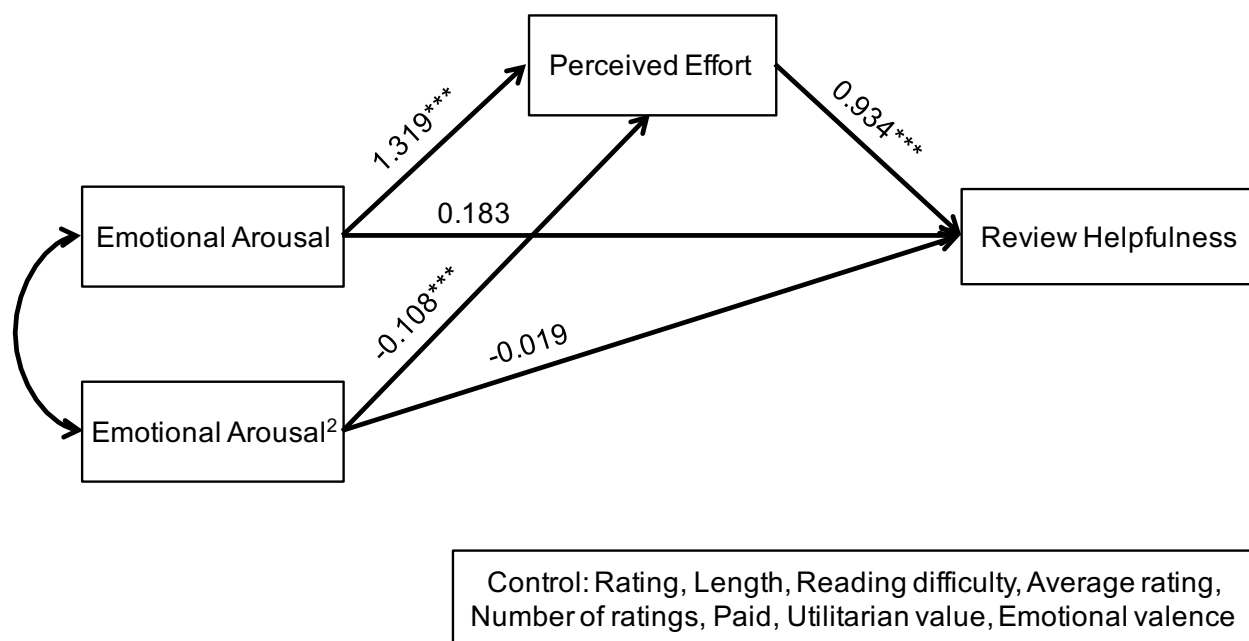 Perceived Effort
1.319***
0.934***
Emotional Arousal
0.183
Review Helpfulness
-0.108***
-0.019
Emotional Arousal²
Control: Rating, Length, Reading difficulty, Average rating,
Number of ratings, Paid, Utilitarian value, Emotional valence